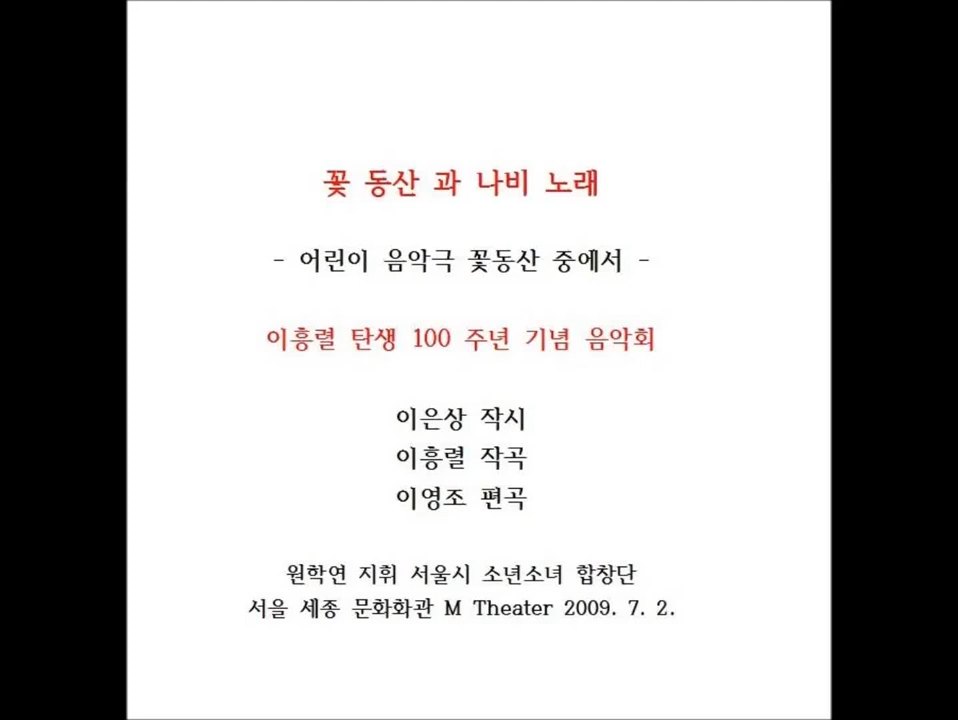 꽃 동산 과 나비 노래
- 어린이 음악극 꽃동산 중에서 -
이흥렬 탄생 100 주년 기념 음악회
이은상 작시
이흥렬 작곡
이영조 편곡
원학연 지휘 서울시 소년소녀 합창단
서을 세종 문화화관 M Theater 2009. 7. 2.